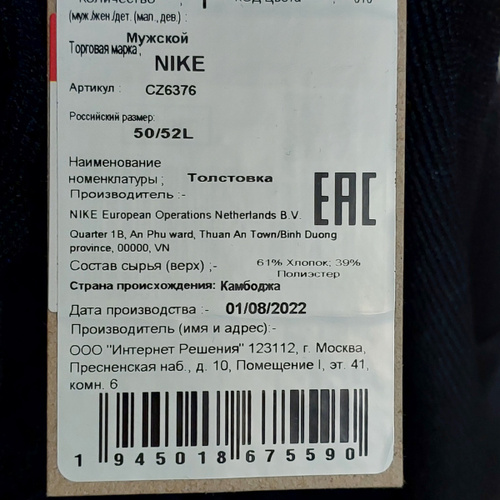 (муж./жен./дет.(мал., дев.) :
Мужской
Торговая марка ;
NIKE
Артикул : CZ6376
Российский размер:
50/52L
Наименование
номенклатуры ; Толстовка
Производитель :-
NIKE European Operations Netherlands B.V.
Quarter 1B, An Phu ward, Thuan An Town/Binh Duong
province, 00000, VN
EAC
Состав сырья (верх) ;- 61% Хлопок; 39%
Полиэстер
Страна происхождения: Камбоджа
Дата производства :- 01/08/2022
Производитель (имя и адрес):-
ООО "Интернет Решения" 123112, г. Москва,
Пресненская наб., д. 10, Помещение I, эт. 41,
комн. 6
1 945018 675590